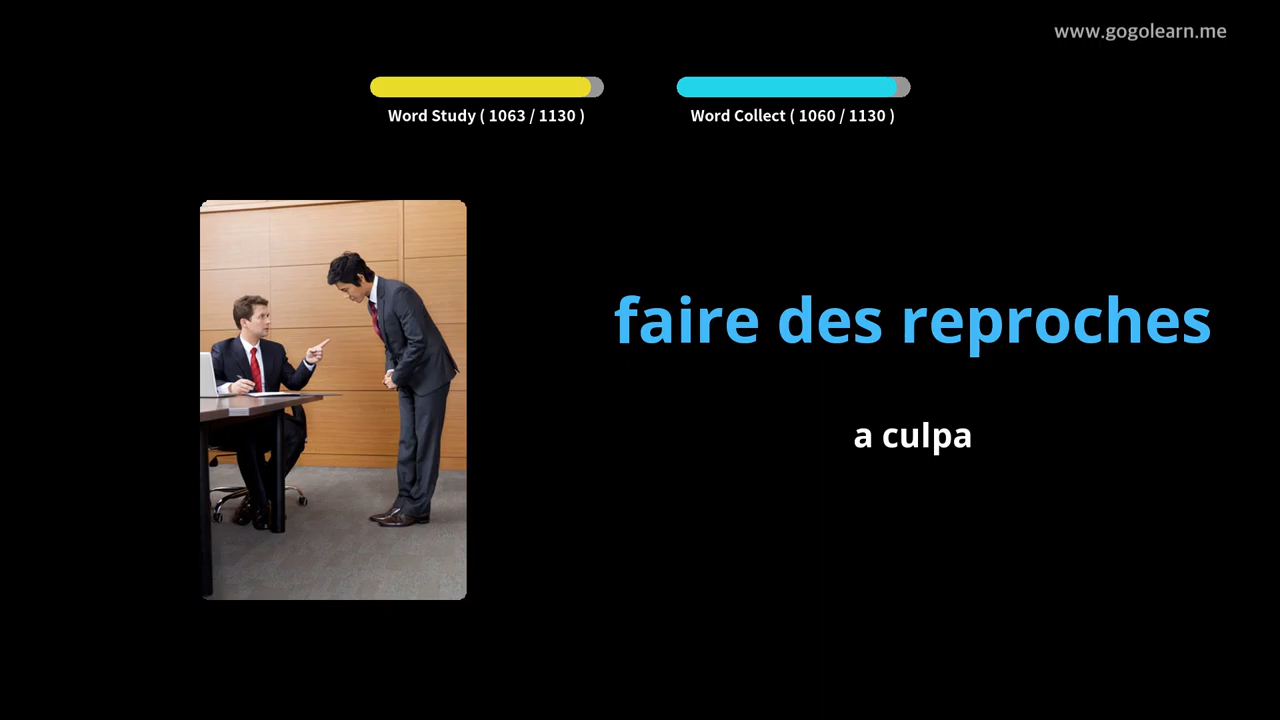 www.gogolearn.me
Word Study ( 1063 / 1130 )
Word Collect ( 1060 / 1130 )
faire des reproches
a culpa